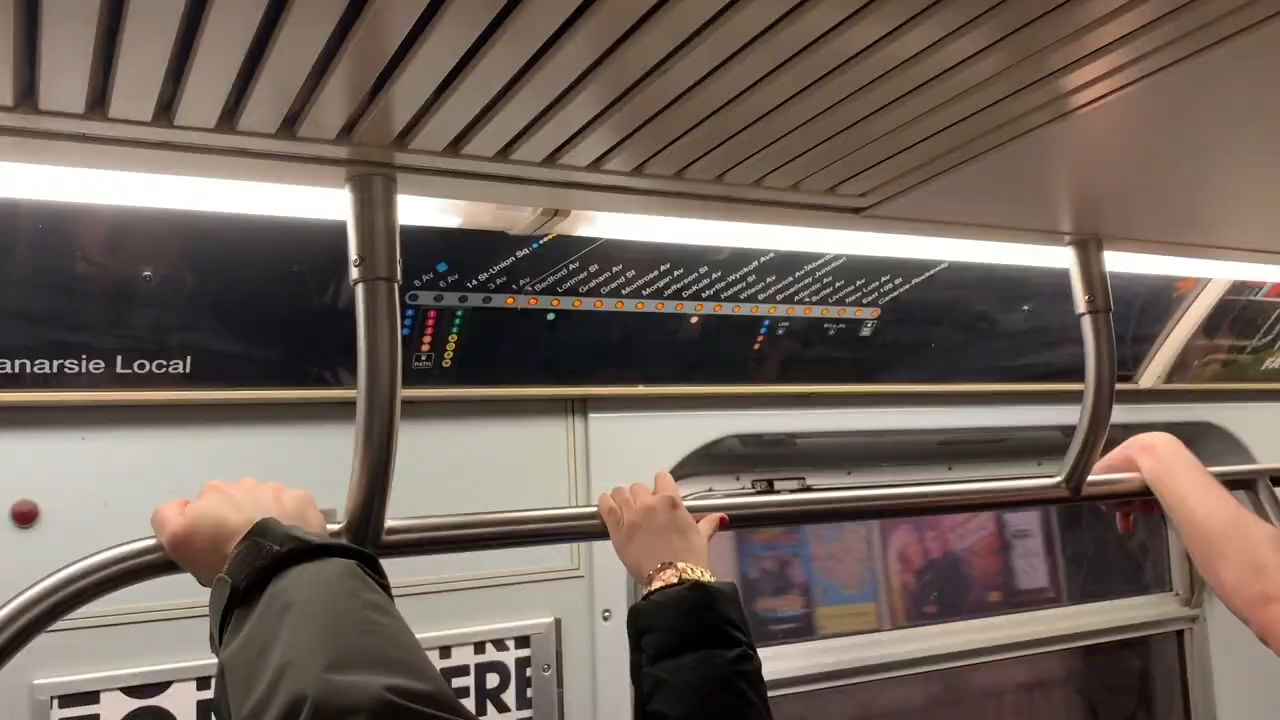 8 Av
6 Av
14 St-Union Sq
3 Av
1 Av
Bedford Av
Lorimer St
Graham Av
Grand St
Montrose Av
Morgan Av
Jefferson St
DeKalb Av
Myrtle-Wyckoff Avs
Halsey St
Wilson Av
Bushwick Av/Aberdeen
Broadway Junction
Atlantic Av
Sutter Av
Livonia Av
New Lots Av
East 105 St
Canarsie-Rockaway
PATH
anarsie Local
FRE